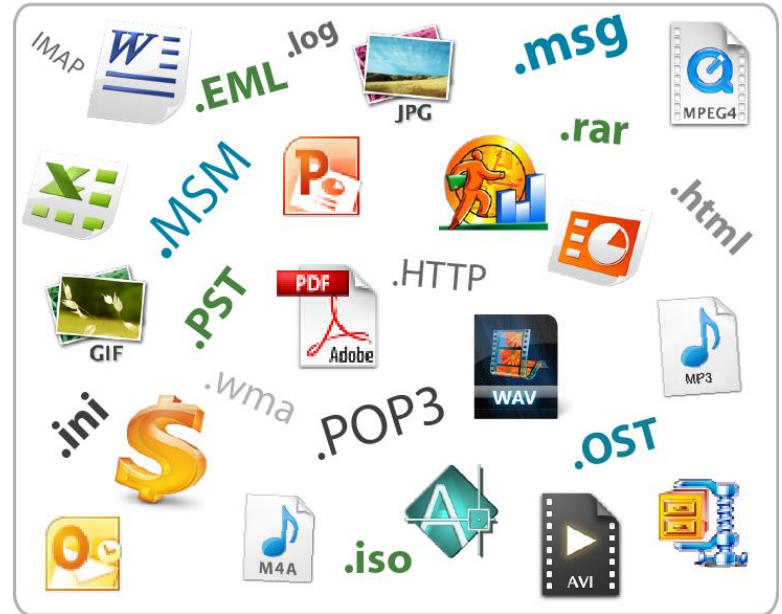 IMAP
W
.EML
.log
JPG
.msg
MPEG4
.rar
X
.MSM
P
.html
.PST
PDF
Adobe
.HTTP
GIF
WAV
MP3
.ini
.wma
.POP3
.OST
O
M4A
.iso
A
AVI